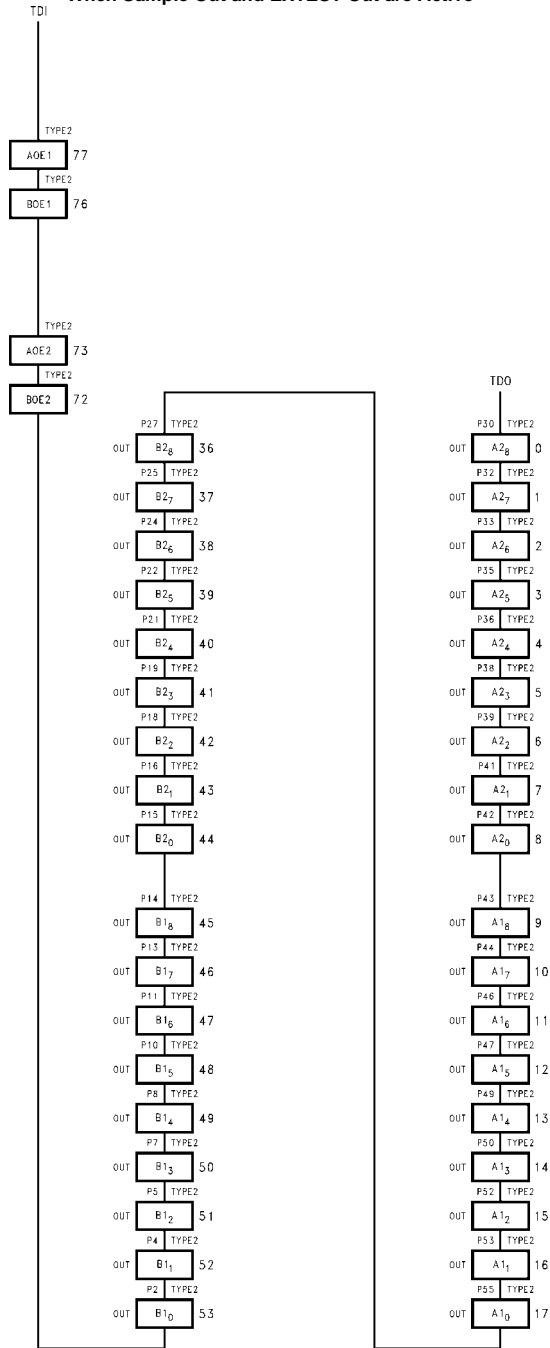 When Sample Out and EXTEST Out are Active
TDI
TYPE2
AOE1 77
TYPE2
BOE1 76
TYPE2
AOE2 73
TYPE2
BOE2 72
P27 TYPE2
OUT B2₈ 36
P25 TYPE2
OUT B2₇ 37
P24 TYPE2
OUT B2₆ 38
P22 TYPE2
OUT B2₅ 39
P21 TYPE2
OUT B2₄ 40
P19 TYPE2
OUT B2₃ 41
P18 TYPE2
OUT B2₂ 42
P16 TYPE2
OUT B2₁ 43
P15 TYPE2
OUT B2₀ 44
P14 TYPE2
OUT B1₈ 45
P13 TYPE2
OUT B1₇ 46
P11 TYPE2
OUT B1₆ 47
P10 TYPE2
OUT B1₅ 48
P8 TYPE2
OUT B1₄ 49
P7 TYPE2
OUT B1₃ 50
P5 TYPE2
OUT B1₂ 51
P4 TYPE2
OUT B1₁ 52
P2 TYPE2
OUT B1₀ 53
TDO
P30 TYPE2
OUT A2₈ 0
P32 TYPE2
OUT A2₇ 1
P33 TYPE2
OUT A2₆ 2
P35 TYPE2
OUT A2₅ 3
P36 TYPE2
OUT A2₄ 4
P38 TYPE2
OUT A2₃ 5
P39 TYPE2
OUT A2₂ 6
P41 TYPE2
OUT A2₁ 7
P42 TYPE2
OUT A2₀ 8
P43 TYPE2
OUT A1₈ 9
P44 TYPE2
OUT A1₇ 10
P46 TYPE2
OUT A1₆ 11
P47 TYPE2
OUT A1₅ 12
P49 TYPE2
OUT A1₄ 13
P50 TYPE2
OUT A1₃ 14
P52 TYPE2
OUT A1₂ 15
P53 TYPE2
OUT A1₁ 16
P55 TYPE2
OUT A1₀ 17